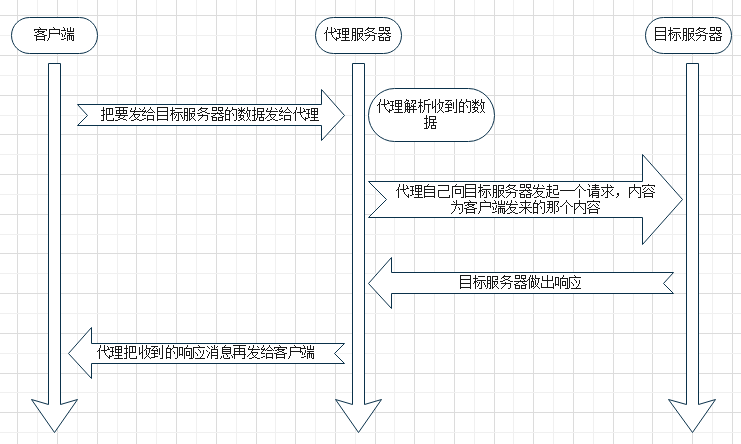 客户端
代理服务器
目标服务器
把要发给目标服务器的数据发给代理
代理解析收到的数
据
代理自己向目标服务器发起一个请求，内容
为客户端发来的那个内容
目标服务器做出响应
代理把收到的响应消息再发给客户端